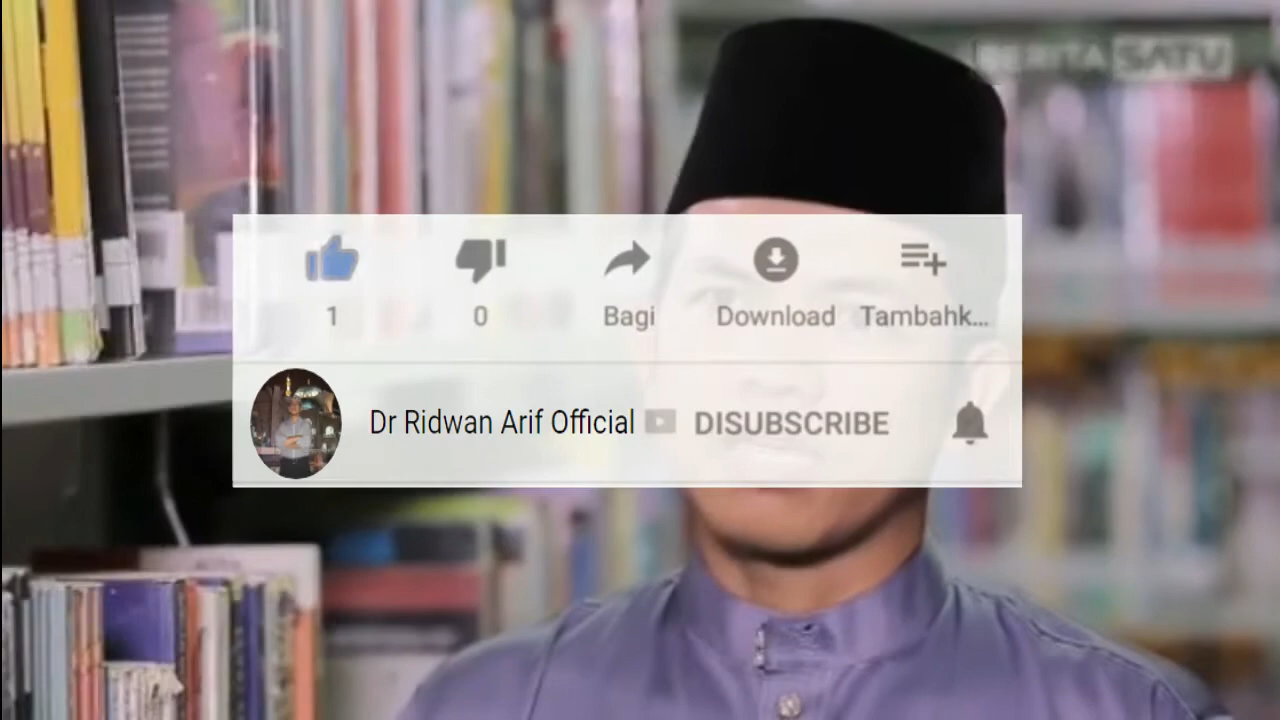 BERITA SATU
1 0 Bagi Download Tambahk...
Dr Ridwan Arif Official DISUBSCRIBE